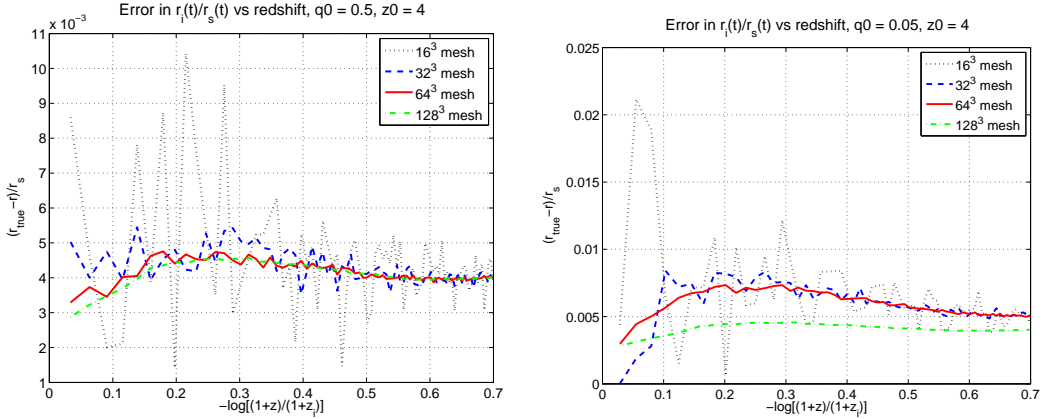 Error in r_i(t)/r_s(t) vs redshift, q0 = 0.5, z0 = 4
x 10^-3
11
10
9
8
7
6
5
4
3
2
1
(r_true−r)/r_s
16^3 mesh
32^3 mesh
64^3 mesh
128^3 mesh
0 0.1 0.2 0.3 0.4 0.5 0.6 0.7
−log[(1+z)/(1+z_i)]
Error in r_i(t)/r_s(t) vs redshift, q0 = 0.05, z0 = 4
0.025
0.02
0.015
0.01
0.005
0
(r_true−r)/r_s
16^3 mesh
32^3 mesh
64^3 mesh
128^3 mesh
0 0.1 0.2 0.3 0.4 0.5 0.6 0.7
−log[(1+z)/(1+z_i)]